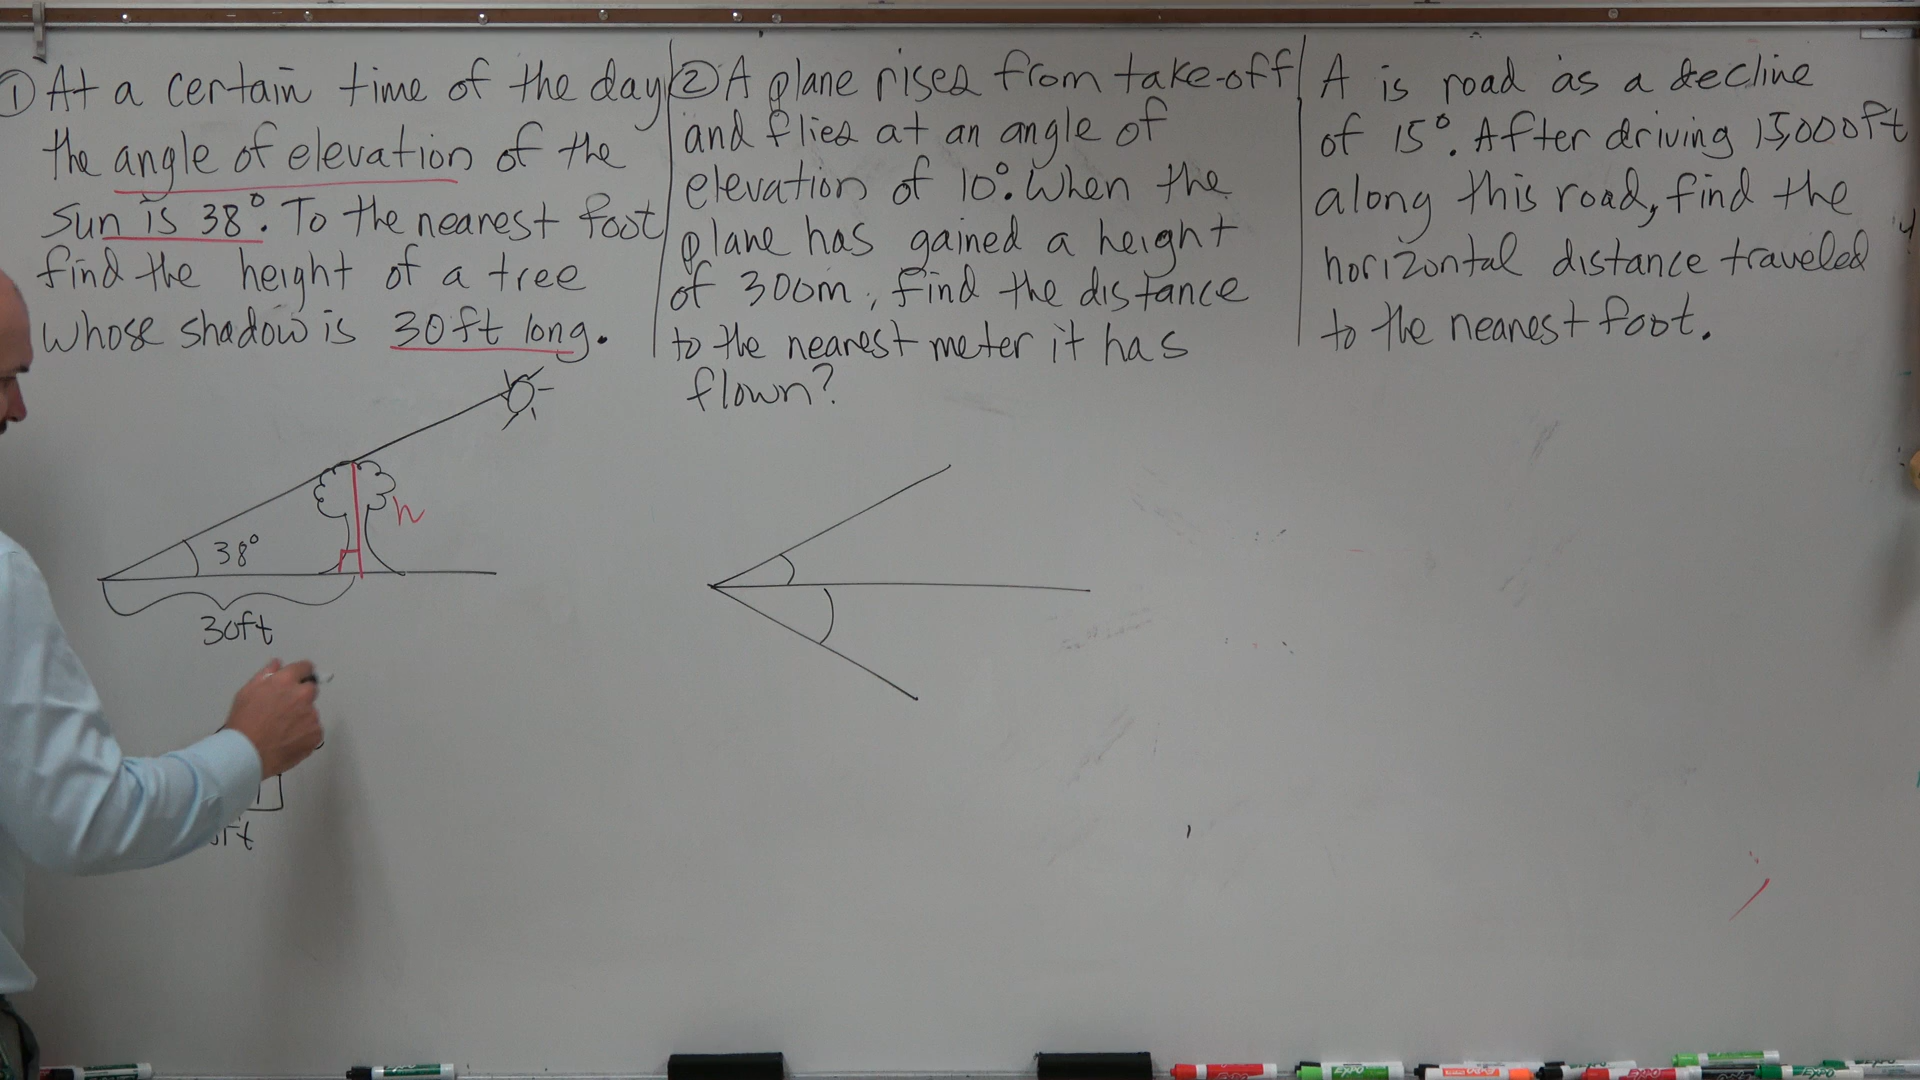 ① At a certain time of the day
the angle of elevation of the
sun is 38°. To the nearest foot
find the height of a tree
whose shadow is 30ft long.
h
38°
30ft
② A plane rises from take-off
and flies at an angle of
elevation of 10°. When the
plane has gained a height
of 300m, find the distance
to the nearest meter it has
flown?
A is road as a decline
of 15°. After driving 15,000ft
along this road, find the
horizontal distance traveled
to the nearest foot.
EXPO
EXPO
EXPO